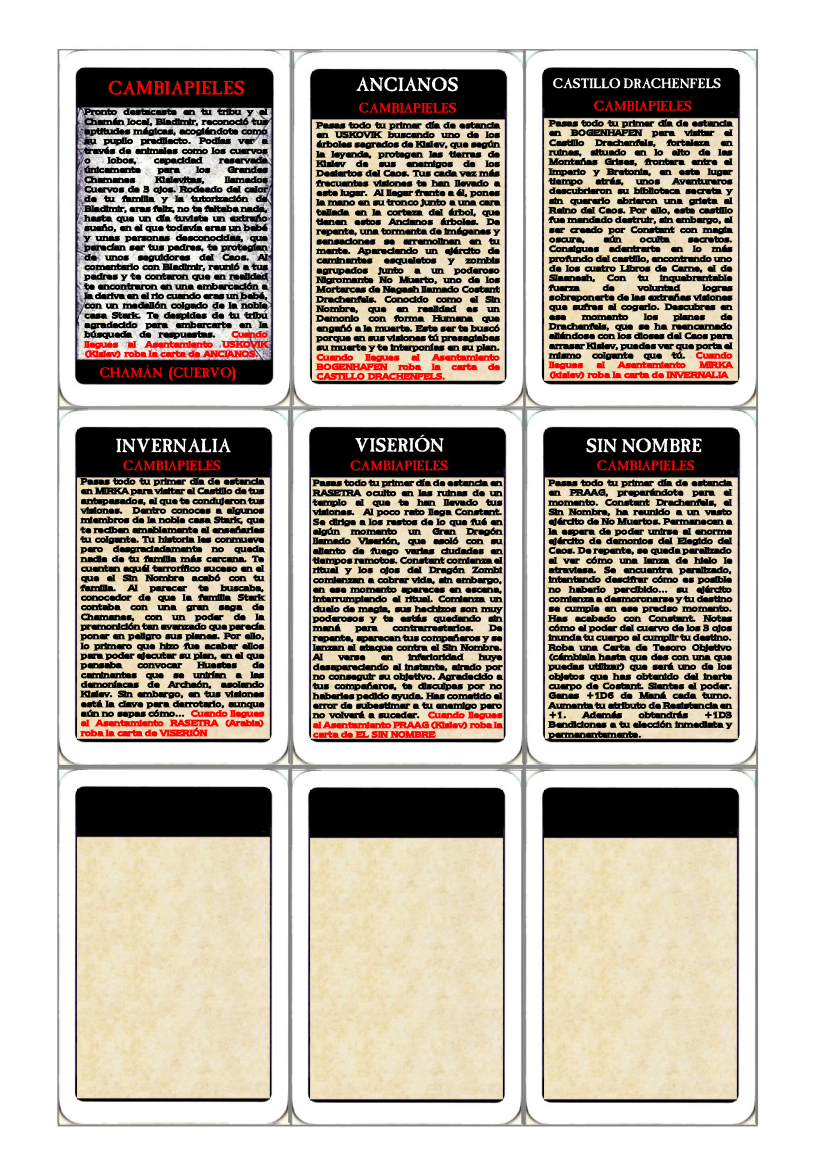 CAMBIAPIELES
Pronto destacaste en tu tribu y el
Chamán local, Bladimir, reconoció tus
aptitudes mágicas, acogiéndote como
su pupilo predilecto. Podías ver a
través de animales como los cuervos
o lobos, capacidad reservada
únicamente para los Grandes
Chamanes Kislevitas, llamados
Cuervos de 3 ojos. Rodeado del calor
de tu familia y la tutorización de
Bladimir, eras feliz, no te faltaba nada,
hasta que un día tuviste un extraño
sueño, en el que todavía eras un bebé
y unas personas desconocidas, que
parecían ser tus padres, te protegían
de unos seguidores del Caos. Al
comentarlo con Bladimir, reunió a tus
padres y te contaron que en realidad
te encontraron en una embarcación a
la deriva en el río cuando eras un bebé,
con un medallón colgado de la noble
casa Stark. Te despides de tu tribu
agradecido para embarcarte en la
búsqueda de respuestas. Cuando
llegues al Asentamiento USKOVIK
(Kislev) roba la carta de ANCIANOS.
CHAMÁN (CUERVO)
ANCIANOS
CAMBIAPIELES
Pasas todo tu primer día de estancia
en USKOVIK buscando uno de los
árboles sagrados de Kislev, que según
la leyenda, protegen las tierras de
Kislev de sus enemigos de los
Desiertos del Caos. Tus cada vez más
frecuentes visiones te han llevado a
este lugar. Al llegar frente a él, pones
la mano en su tronco junto a una cara
tallada en la corteza del árbol, que
tienen estos Ancianos árboles. De
repente, una tormenta de imágenes y
sensaciones se arremolinan en tu
mente. Apareciendo un ejército de
caminantes esqueletos y zombis
agrupados junto a un poderoso
Nigromante No Muerto, uno de los
Mortarcas de Nagash llamado Costant
Drachenfels. Conocido como el Sin
Nombre, que en realidad es un
Demonio con forma Humana que
engañó a la muerte. Este ser te buscó
porque en sus visiones tú presagiabas
su muerte y te interponías en su plan.
Cuando llegues al Asentamiento
BOGENHAFEN roba la carta de
CASTILLO DRACHENFELS.
CASTILLO DRACHENFELS
CAMBIAPIELES
Pasas todo tu primer día de estancia
en BOGENHAFEN para visitar el
Castillo Drachenfels, fortaleza en
ruinas, situado en lo alto de las
Montañas Grises, frontera entre el
Imperio y Bretonia, en este lugar
tiempo atrás, unos Aventureros
descubrieron su biblioteca secreta y
sin quererlo abrieron una grieta al
Reino del Caos. Por ello, este castillo
fue mandado destruir, sin embargo, al
ser creado por Constant con magia
oscura, aún oculta secretos.
Consigues adentrarte en lo más
profundo del castillo, encontrando uno
de los cuatro Libros de Carne, el de
Slaanesh. Con tu inquebrantable
fuerza de voluntad logras
sobreponerte de las extrañas visiones
que sufres al cogerlo. Descubres en
ese momento los planes de
Drachenfels, que se ha reencarnado
aliándose con los dioses del Caos para
arrasar Kislev, puedes ver que porta el
mismo colgante que tú. Cuando
llegues al Asentamiento MIRKA
(kislev) roba la carta de INVERNALIA
INVERNALIA
CAMBIAPIELES
Pasas todo tu primer día de estancia
en MIRKA para visitar el Castillo de tus
antepasados, al que te condujeron tus
visiones. Dentro conoces a algunos
miembros de la noble casa Stark, que
te reciben amablemente al enseñarles
tu colgante. Tu historia les conmueve
pero desgraciadamente no queda
nadie de tu familia más cercana. Te
cuentan aquél terrorífico suceso en el
que el Sin Nombre acabó con tu
familia. Al parecer te buscaba,
conocedor de que la familia Stark
contaba con una gran saga de
Chamanes, con un poder de la
premonición tan avanzado que parecía
poner en peligro sus planes. Por ello,
lo primero que hizo fue acabar ellos
para poder ejecutar su plan, en el que
pensaba convocar Huestes de
caminantes que se unirían a las
demoníacas de Archaón, asolando
Kislev. Sin embargo, en tus visiones
está la clave para derrotarlo, aunque
aún no sepas cómo... Cuando llegues
al Asentamiento RASETRA (Arabia)
roba la carta de VISERIÓN
VISERIÓN
CAMBIAPIELES
Pasas todo tu primer día de estancia en
RASETRA oculto en las ruinas de un
templo al que te han llevado tus
visiones. Al poco rato llega Constant.
Se dirige a los restos de lo que fué en
algún momento un Gran Dragón
llamado Viserión, que asoló con su
aliento de fuego varias ciudades en
tiempos remotos. Constant comienza el
ritual y los ojos del Dragón Zombi
comienzan a cobrar vida, sin embargo,
en ese momento apareces en escena,
interrumpiendo el ritual. Comienza un
duelo de magia, sus hechizos son muy
poderosos y te estás quedando sin
maná para contrarrestarlos. De
repente, aparecen tus compañeros y se
lanzan al ataque contra el Sin Nombre.
Al verse en inferioridad huye
desapareciendo al instante, airado por
no conseguir su objetivo. Agradecido a
tus compañeros, te disculpas por no
haberles pedido ayuda. Has cometido el
error de subestimar a tu enemigo pero
no volverá a suceder. Cuando llegues
al Asentamiento PRAAG (Kislev) roba la
carta de EL SIN NOMBRE
SIN NOMBRE
CAMBIAPIELES
Pasas todo tu primer día de estancia
en PRAAG, preparándote para el
momento. Constant Drachenfels, el
Sin Nombre, ha reunido a un vasto
ejército de No Muertos. Permanecen a
la espera de poder unirse al enorme
ejército de demonios del Elegido del
Caos. De repente, se queda paralizado
al ver cómo una lanza de hielo le
atraviesa. Se encuentra paralizado,
intentando descifrar cómo es posible
no haberlo percibido... su ejército
comienza a desmoronarse y tu destino
se cumple en ese preciso momento.
Has acabado con Constant. Notas
cómo el poder del cuervo de los 3 ojos
inunda tu cuerpo al cumplir tu destino.
Roba una Carta de Tesoro Objetivo
(cámbiala hasta que des con una que
puedas utilizar) que será uno de los
objetos que has obtenido del inerte
cuerpo de Costant. Sientes el poder.
Ganas +1D6 de Maná cada turno.
Aumenta tu atributo de Resistancia en
+1. Además obtendrás +1D3
Bendiciones a tu elección inmediata y
permanentemente.